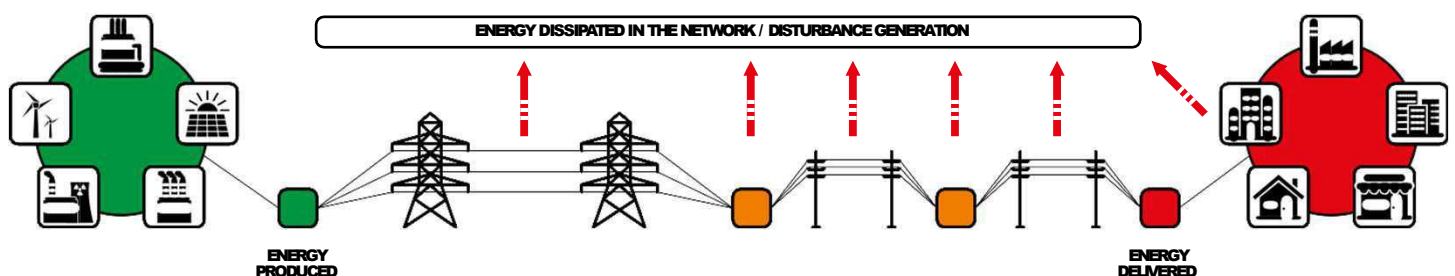 ENERGY DISSIPATED IN THE NETWORK / DISTURBANCE GENERATION
ENERGY
PRODUCED
ENERGY
DELIVERED